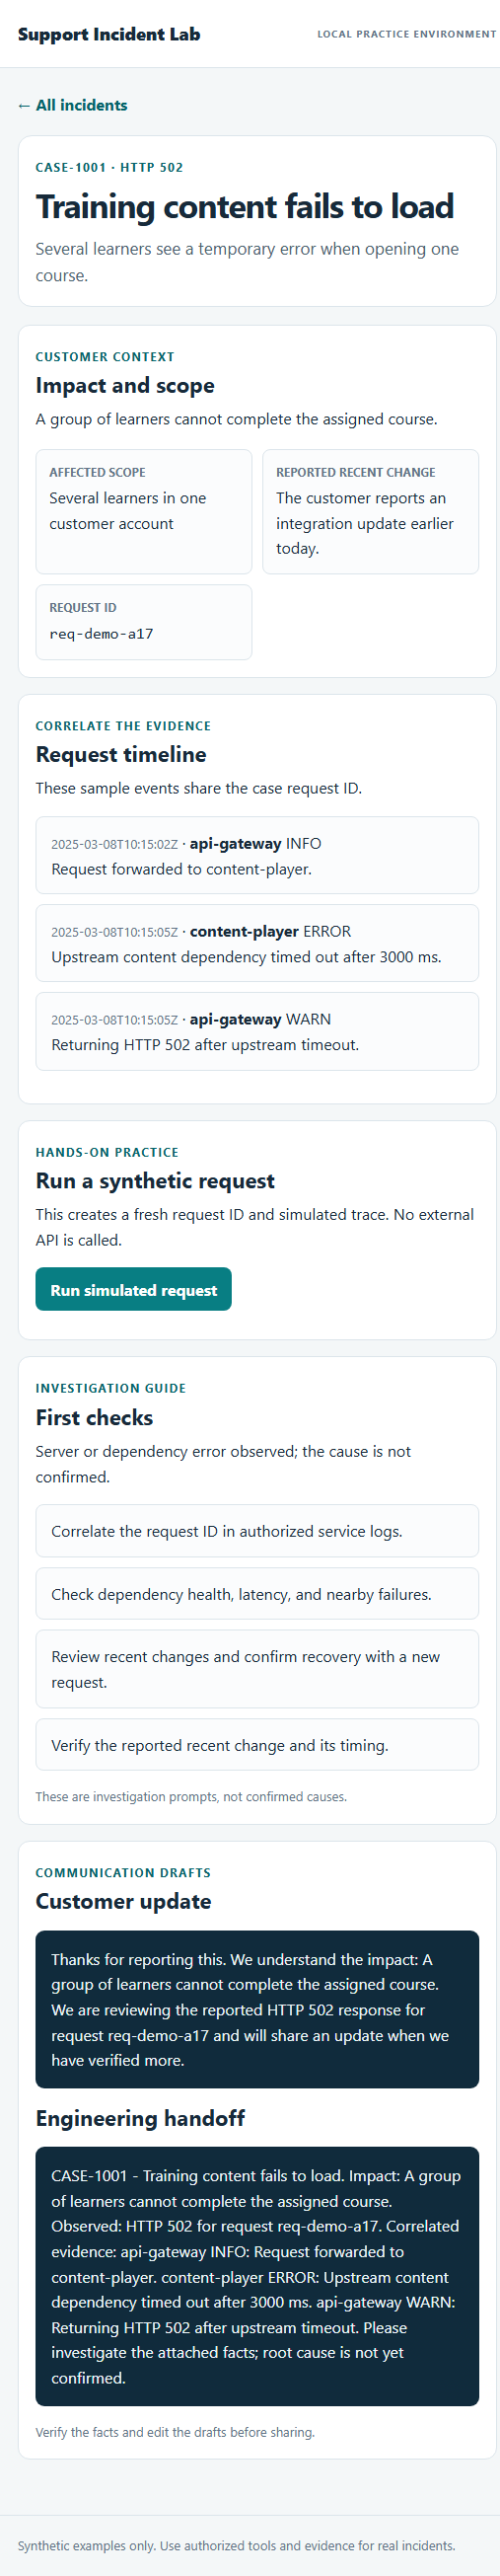 Support Incident Lab
LOCAL PRACTICE ENVIRONMENT
← All incidents
CASE-1001 · HTTP 502
Training content fails to load
Several learners see a temporary error when opening one
course.
CUSTOMER CONTEXT
Impact and scope
A group of learners cannot complete the assigned course.
AFFECTED SCOPE
Several learners in one
customer account
REPORTED RECENT CHANGE
The customer reports an
integration update earlier
today.
REQUEST ID
req-demo-a17
CORRELATE THE EVIDENCE
Request timeline
These sample events share the case request ID.
2025-03-08T10:15:02Z · api-gateway INFO
Request forwarded to content-player.
2025-03-08T10:15:05Z · content-player ERROR
Upstream content dependency timed out after 3000 ms.
2025-03-08T10:15:05Z · api-gateway WARN
Returning HTTP 502 after upstream timeout.
HANDS-ON PRACTICE
Run a synthetic request
This creates a fresh request ID and simulated trace. No external
API is called.
Run simulated request
INVESTIGATION GUIDE
First checks
Server or dependency error observed; the cause is not
confirmed.
Correlate the request ID in authorized service logs.
Check dependency health, latency, and nearby failures.
Review recent changes and confirm recovery with a new
request.
Verify the reported recent change and its timing.
These are investigation prompts, not confirmed causes.
COMMUNICATION DRAFTS
Customer update
Thanks for reporting this. We understand the impact: A
group of learners cannot complete the assigned course.
We are reviewing the reported HTTP 502 response for
request req-demo-a17 and will share an update when we
have verified more.
Engineering handoff
CASE-1001 - Training content fails to load. Impact: A group
of learners cannot complete the assigned course.
Observed: HTTP 502 for request req-demo-a17. Correlated
evidence: api-gateway INFO: Request forwarded to
content-player. content-player ERROR: Upstream content
dependency timed out after 3000 ms. api-gateway WARN:
Returning HTTP 502 after upstream timeout. Please
investigate the attached facts; root cause is not yet
confirmed.
Verify the facts and edit the drafts before sharing.
Synthetic examples only. Use authorized tools and evidence for real incidents.